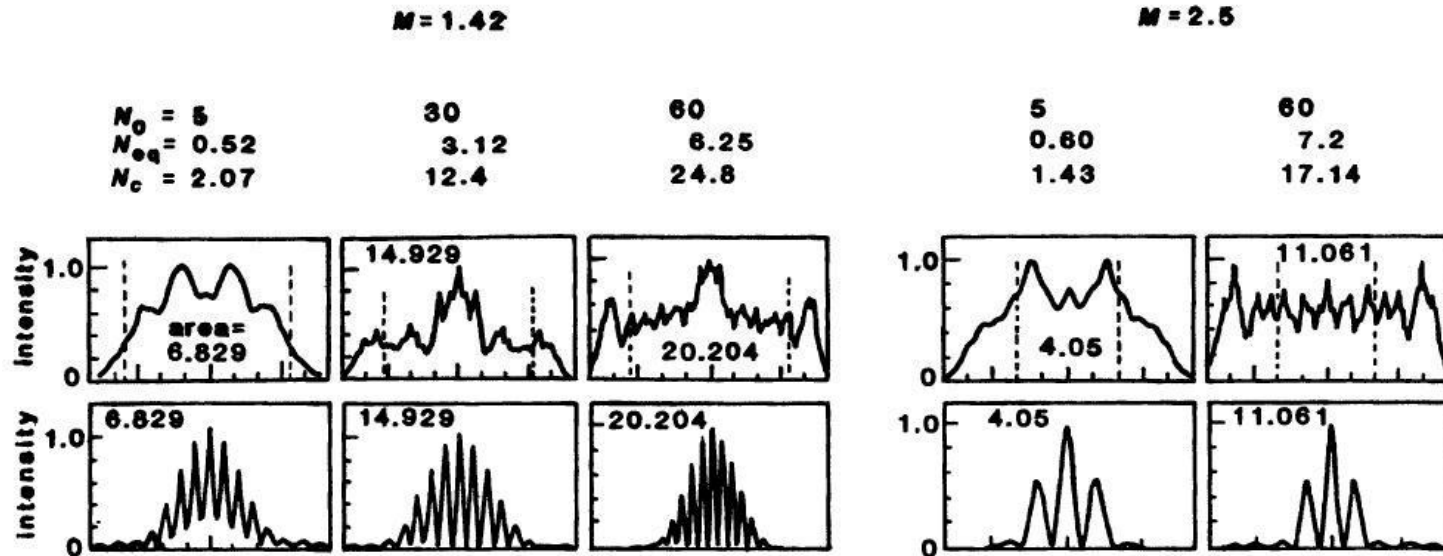 M = 1.42 M = 2.5
N₀ = 5 30 60 5 60
Neq = 0.52 3.12 6.25 0.60 7.2
Nc = 2.07 12.4 24.8 1.43 17.14
intensity
1.0
0
area=
6.829
14.929
20.204
1.0
0
4.05
11.061
intensity
1.0
0
6.829
14.929
20.204
1.0
0
4.05
11.061